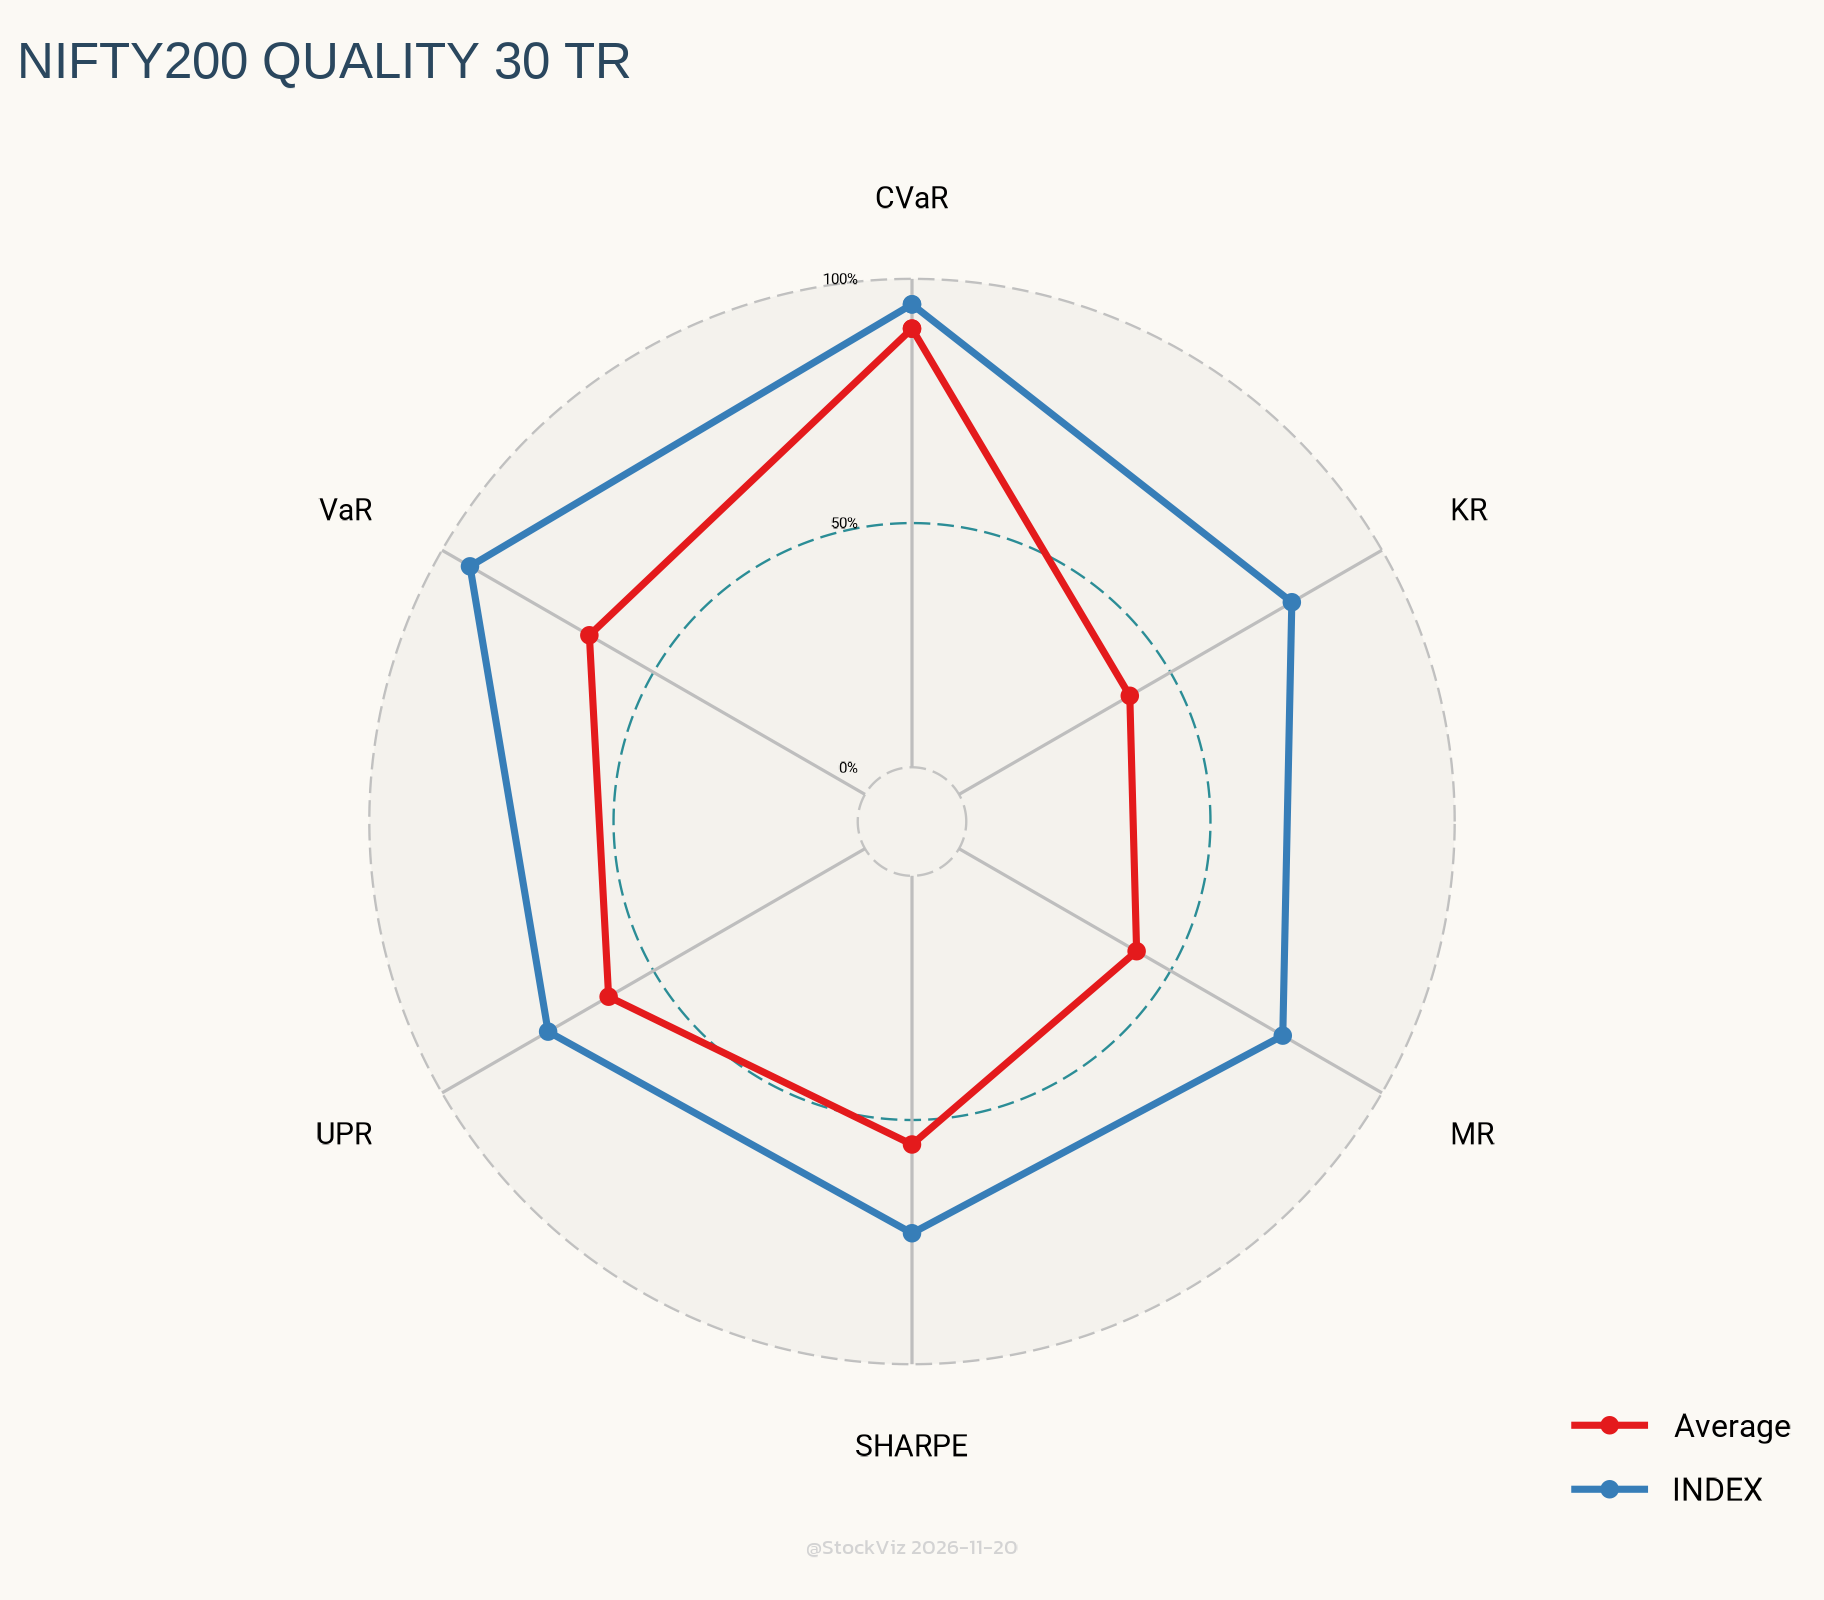 NIFTY200 QUALITY 30 TR
CVaR
100%
VaR
KR
50%
0%
UPR
MR
SHARPE
Average
INDEX
@StockViz 2026-11-20